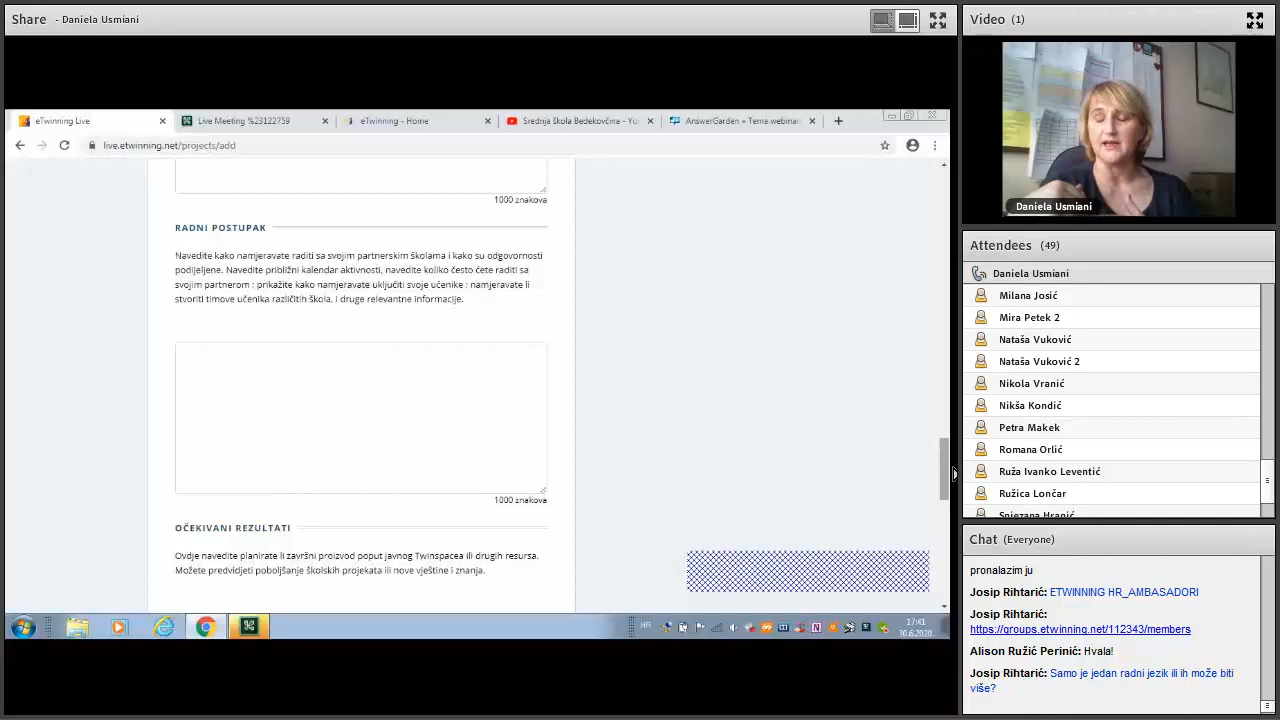 Share - Daniela Usmiani
eTwinning Live
Live Meeting %23122759
eTwinning - Home
Srednja škola Bedekovčina - Yo
AnswerGarden » Tema webinar
live.etwinning.net/projects/add
1000 znakova
RADNI POSTUPAK
Navedite kako namjeravate raditi sa svojim partnerskim školama i kako su odgovornosti
podijeljene. Navedite približni kalendar aktivnosti, navedite koliko često ćete raditi sa
svojim partnerom : prikažite kako namjeravate uključiti svoje učenike : namjeravate li
stvoriti timove učenika različitih škola, i druge relevantne informacije.
1000 znakova
OČEKIVANI REZULTATI
Ovdje navedite planirate li završni proizvod poput javnog Twinspacea ili drugih resursa.
Možete predvidjeti poboljšanje školskih projekata ili nove vještine i znanja.
HR
17:41
30.6.2020.
Video (1)
Daniela Usmiani
Attendees (49)
Daniela Usmiani
Milana Josić
Mira Petek 2
Nataša Vuković
Nataša Vuković 2
Nikola Vranić
Nikša Kondić
Petra Makek
Romana Orlić
Ruža Ivanko Leventić
Ružica Lončar
Snjezana Hranić
Chat (Everyone)
pronalazim ju
Josip Rihtarić: ETWINNING HR_AMBASADORI
Josip Rihtarić:
https://groups.etwinning.net/112343/members
Alison Ružić Perinić: Hvala!
Josip Rihtarić: Samo je jedan radni jezik ili ih može biti
više?